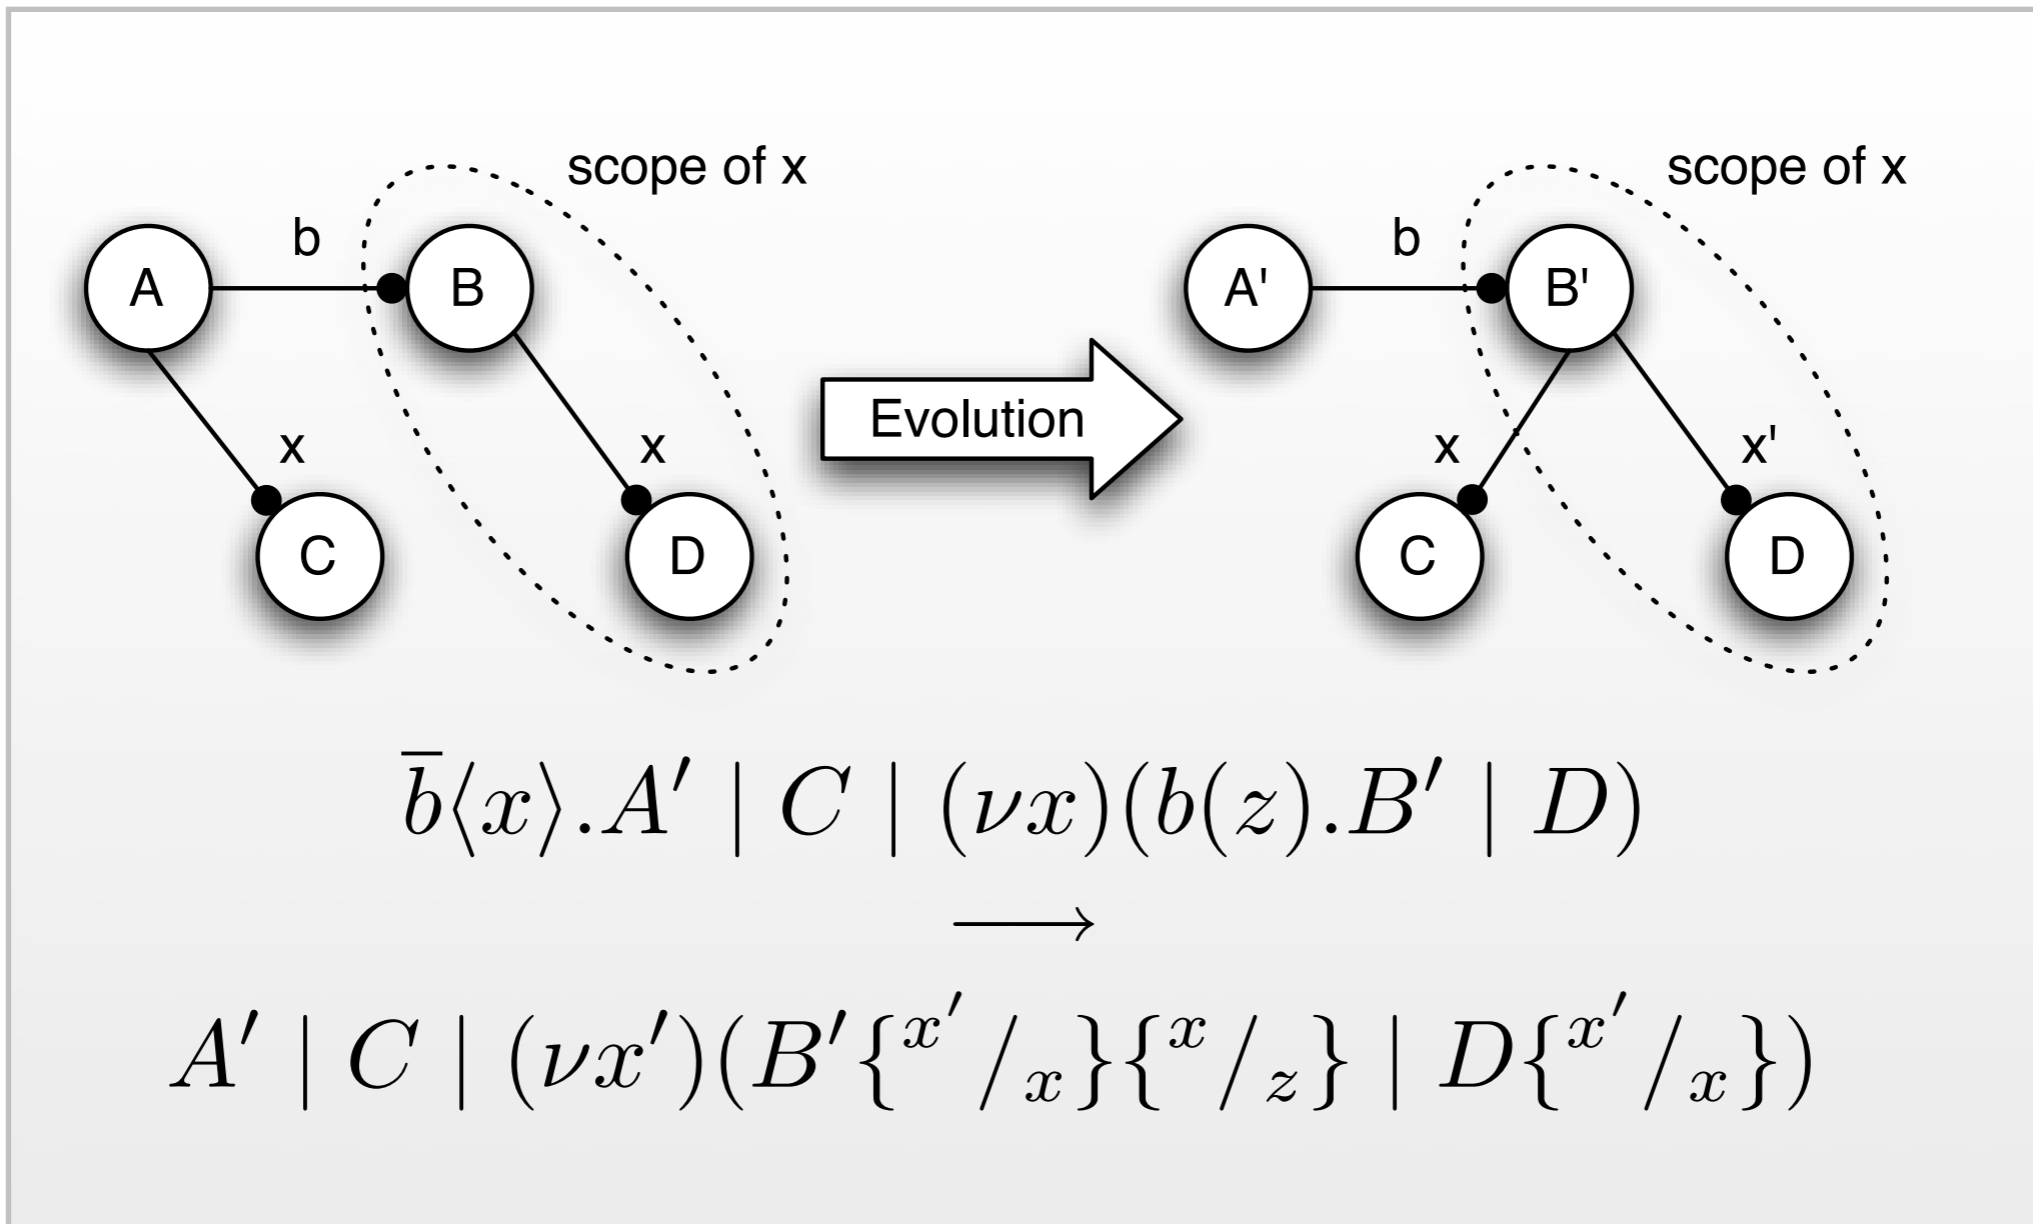 scope of x scope of x
b b
A B A' B'
Evolution
x x x x'
C D C D
b̅⟨x⟩.A′ | C | (νx)(b(z).B′ | D)
⟶
A′ | C | (νx′)(B′{x′/x}{x/z} | D{x′/x})